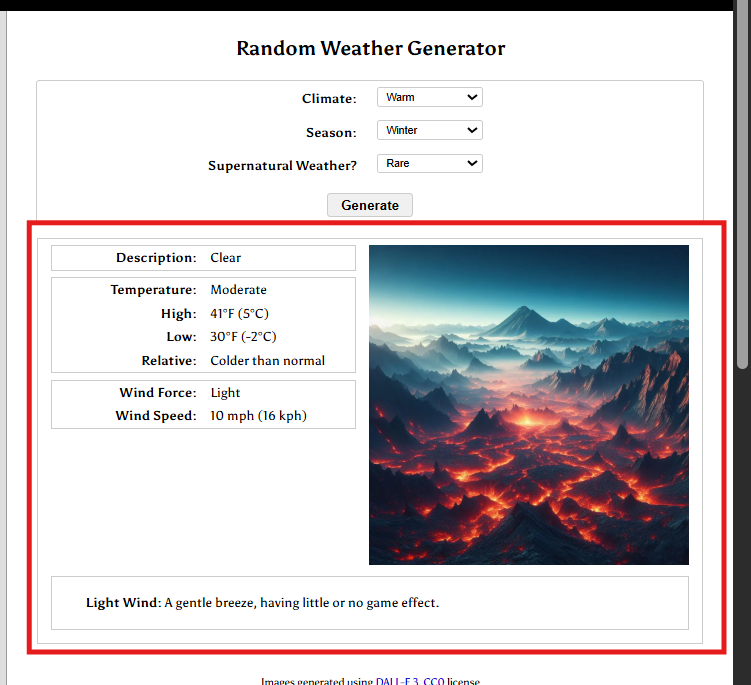 Random Weather Generator
Climate: Warm
Season: Winter
Supernatural Weather? Rare
Generate
Description: Clear
Temperature: Moderate
High: 41°F (5°C)
Low: 30°F (-2°C)
Relative: Colder than normal
Wind Force: Light
Wind Speed: 10 mph (16 kph)
Light Wind: A gentle breeze, having little or no game effect.
Images generated using DALL-E 3, CC0 license